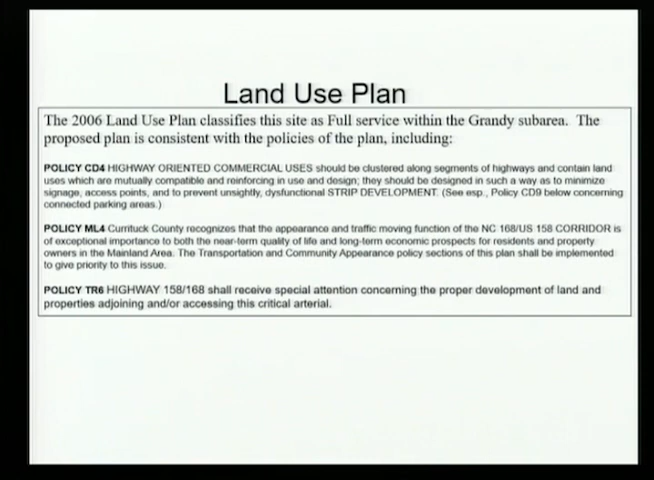 Land Use Plan
The 2006 Land Use Plan classifies this site as Full service within the Grandy subarea. The
proposed plan is consistent with the policies of the plan, including:
POLICY CD4 HIGHWAY ORIENTED COMMERCIAL USES should be clustered along segments of highways and contain land
uses which are mutually compatible and reinforcing in use and design; they should be designed in such a way as to minimize
signage, access points, and to prevent unsightly, dysfunctional STRIP DEVELOPMENT. (See esp., Policy CD9 below concerning
connected parking areas.)
POLICY ML4 Currituck County recognizes that the appearance and traffic moving function of the NC 168/US 158 CORRIDOR is
of exceptional importance to both the near-term quality of life and long-term economic prospects for residents and property
owners in the Mainland Area. The Transportation and Community Appearance policy sections of this plan shall be implemented
to give priority to this issue.
POLICY TR6 HIGHWAY 158/168 shall receive special attention concerning the proper development of land and
properties adjoining and/or accessing this critical arterial.